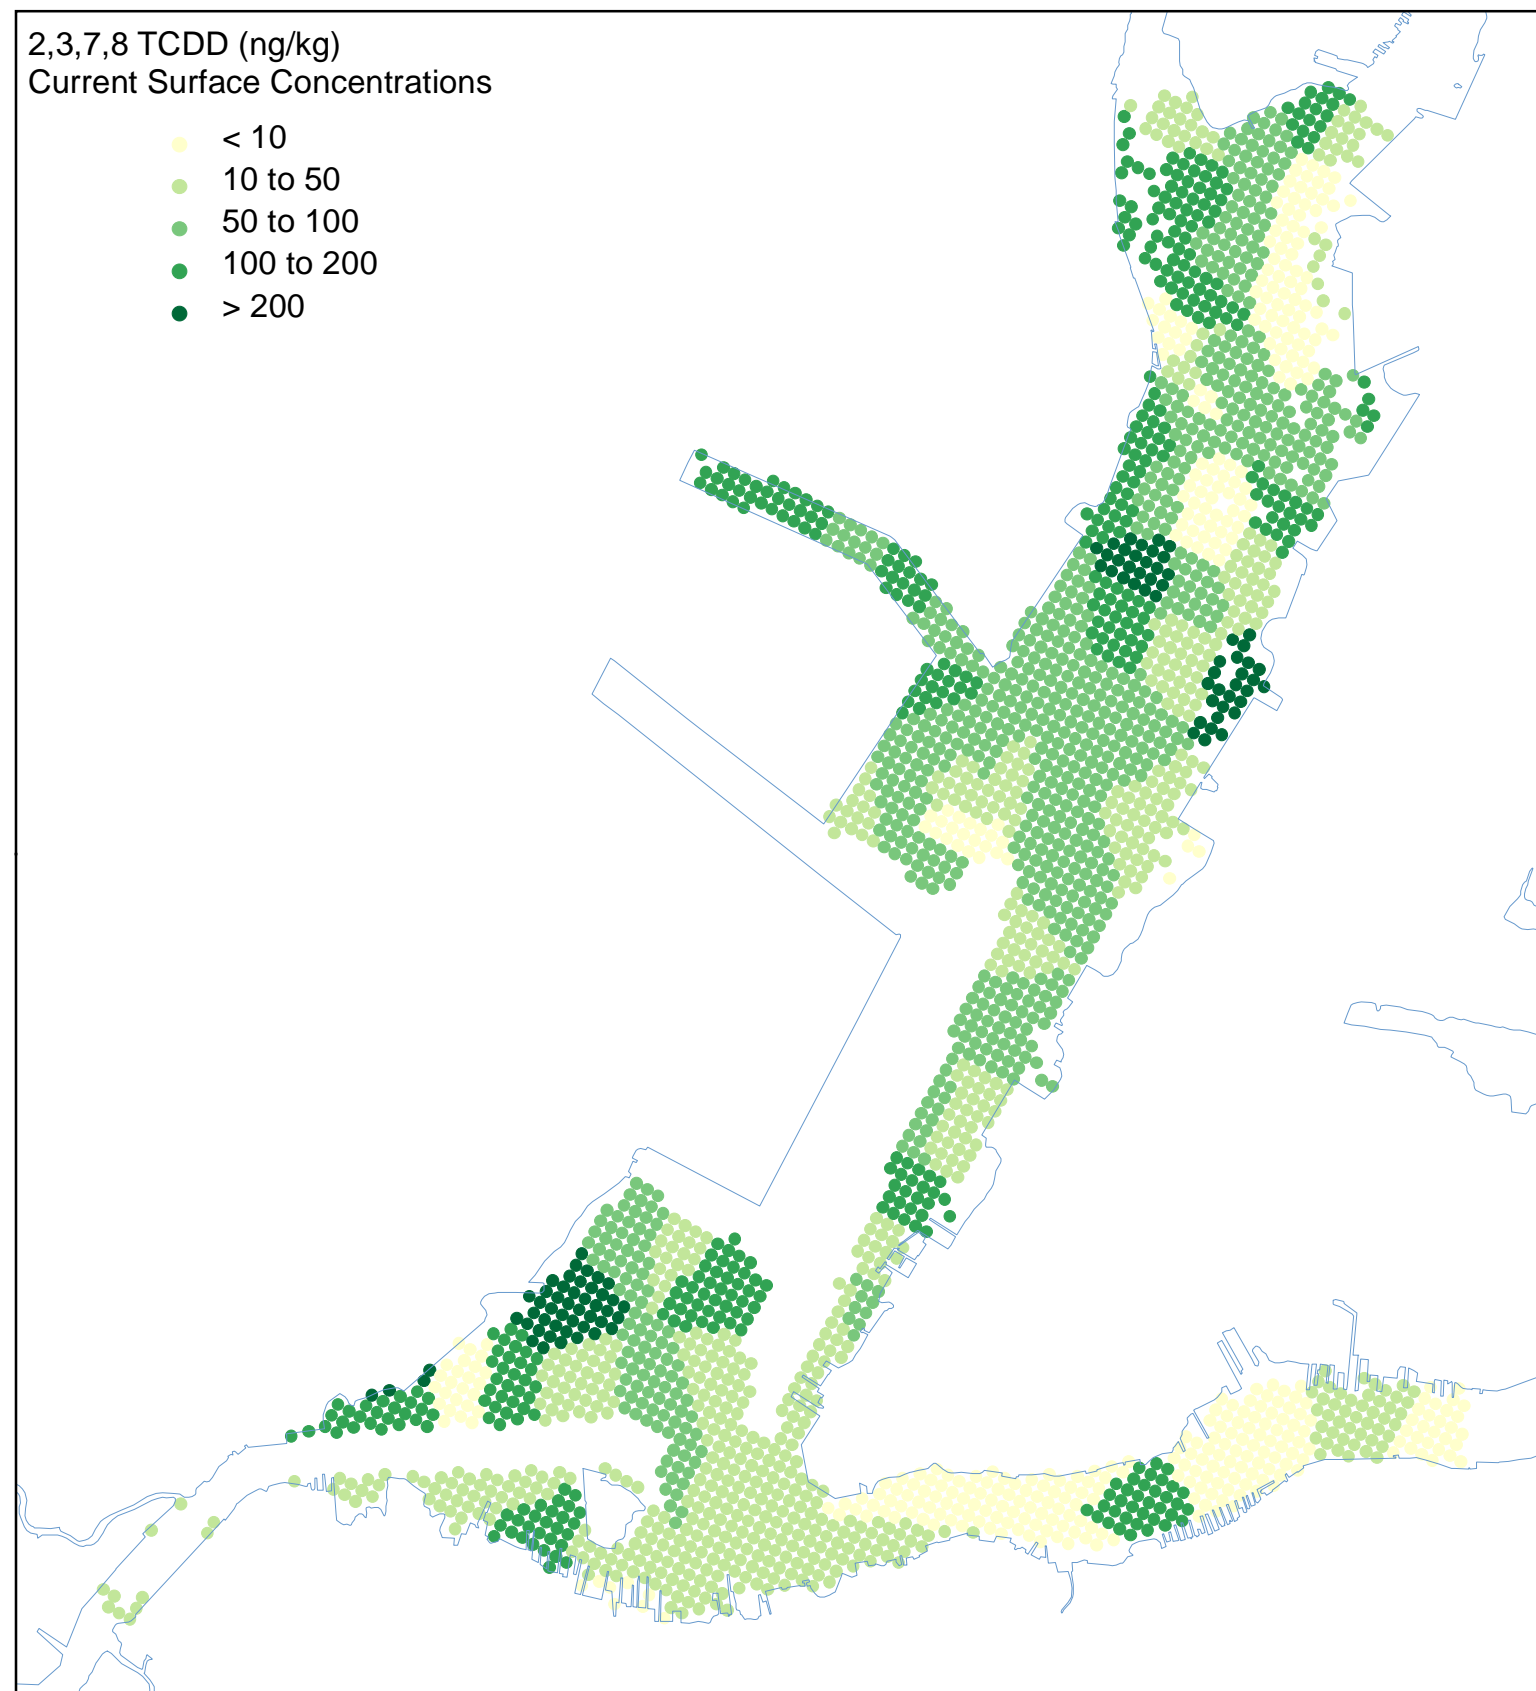 2,3,7,8 TCDD (ng/kg)
Current Surface Concentrations
< 10
10 to 50
50 to 100
100 to 200
> 200